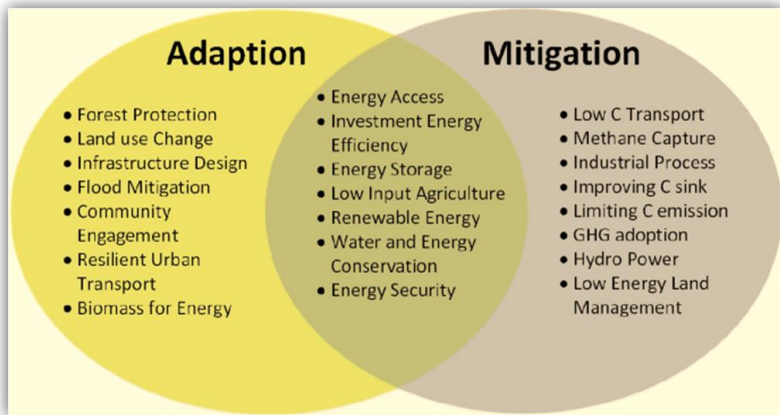 Adaption
• Forest Protection
• Land use Change
• Infrastructure Design
• Flood Mitigation
• Community
Engagement
• Resilient Urban
Transport
• Biomass for Energy
• Energy Access
• Investment Energy
Efficiency
• Energy Storage
• Low Input Agriculture
• Renewable Energy
• Water and Energy
Conservation
• Energy Security
Mitigation
• Low C Transport
• Methane Capture
• Industrial Process
• Improving C sink
• Limiting C emission
• GHG adoption
• Hydro Power
• Low Energy Land
Management